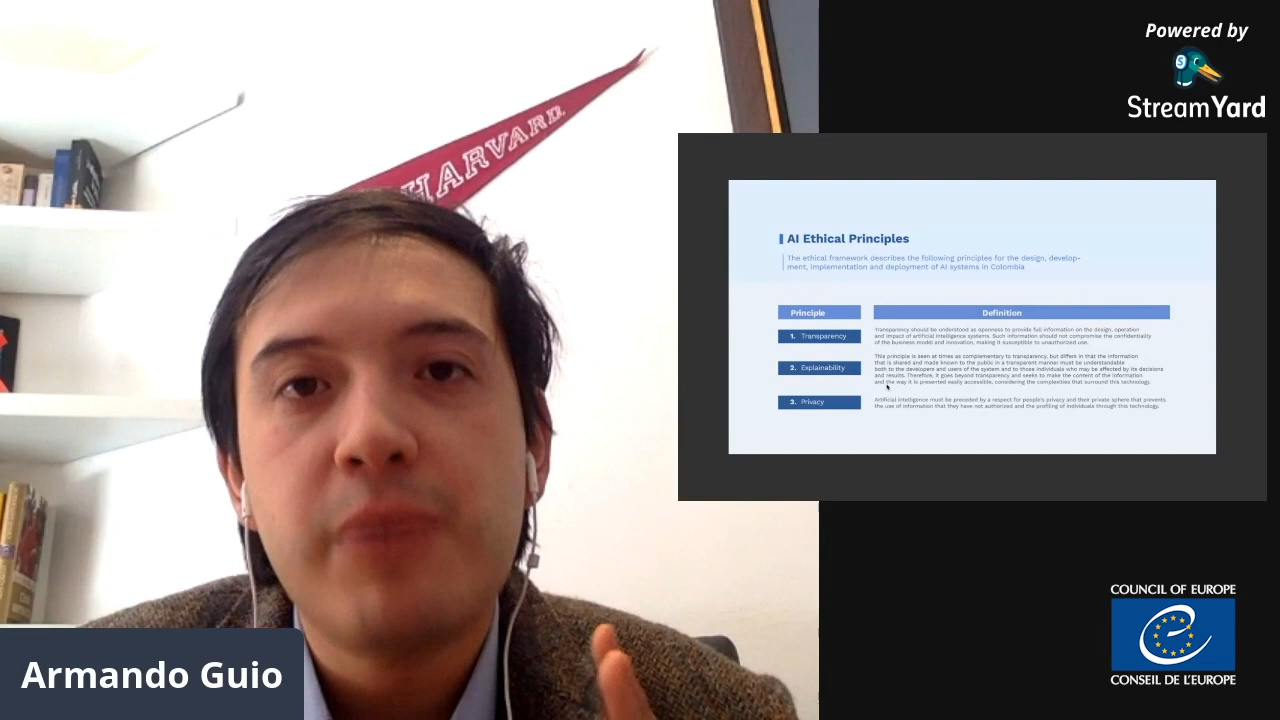 HARVARD
Armando Guio
Powered by
StreamYard
AI Ethical Principles
The ethical framework describes the following principles for the design, develop-
ment, implementation and deployment of AI systems in Colombia
Principle
Definition
1. Transparency
Transparency should be understood as openness to provide full information on the design, operation
and impact of artificial intelligence systems. Such information should not compromise the confidentiality
of the business model and innovation, making it susceptible to unauthorized use.
2. Explainability
This principle is seen at times as complementary to transparency, but differs in that the information
that is shared and made known to the public in a transparent manner must be understandable
both to the developers and users of the system and to those individuals who may be affected by its decisions
and results. Therefore, it goes beyond transparency and seeks to make the content of the information
and the way it is presented easily accessible, considering the complexities that surround this technology.
3. Privacy
Artificial intelligence must be preceded by a respect for people's privacy and their private sphere that prevents
the use of information that they have not authorized and the profiling of individuals through this technology.
COUNCIL OF EUROPE
CONSEIL DE L'EUROPE